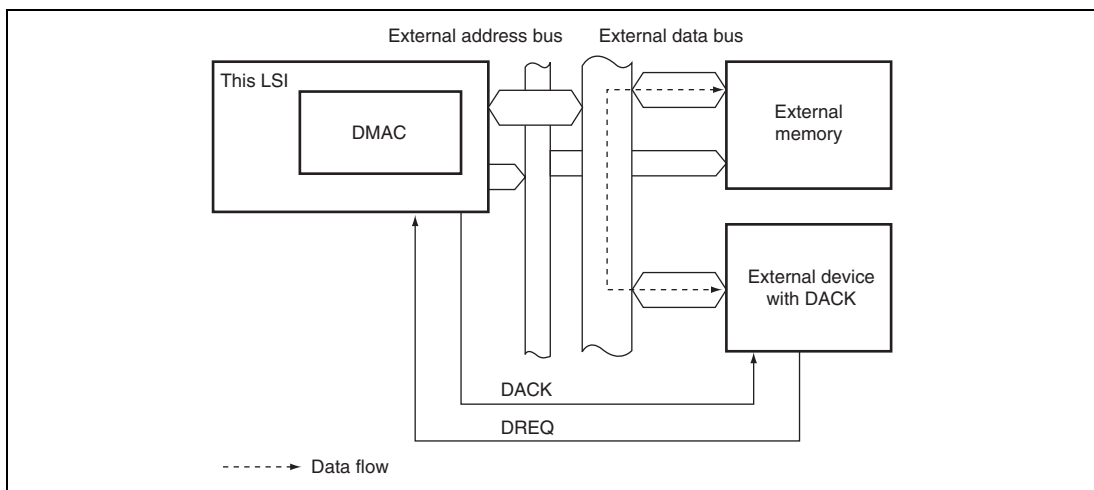 External address bus
External data bus
This LSI
DMAC
External
memory
External device
with DACK
DACK
DREQ
Data flow